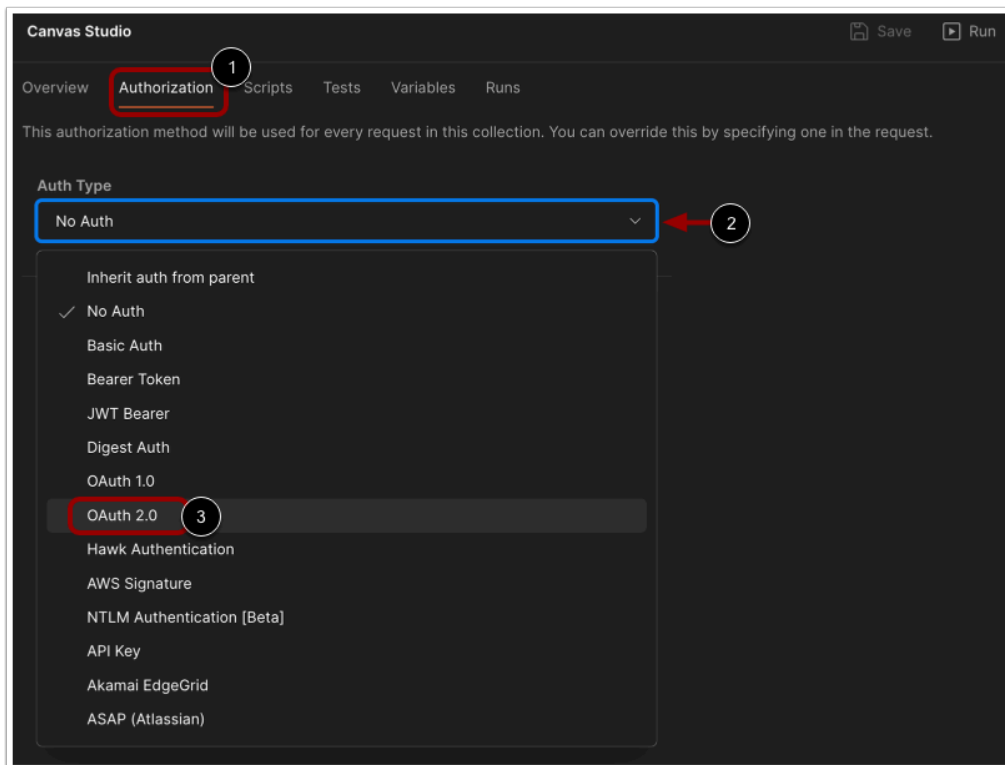 Canvas Studio
Save
Run
1
Overview Authorization Scripts Tests Variables Runs
This authorization method will be used for every request in this collection. You can override this by specifying one in the request.
Auth Type
No Auth
2
Inherit auth from parent
No Auth
Basic Auth
Bearer Token
JWT Bearer
Digest Auth
OAuth 1.0
OAuth 2.0
3
Hawk Authentication
AWS Signature
NTLM Authentication [Beta]
API Key
Akamai EdgeGrid
ASAP (Atlassian)